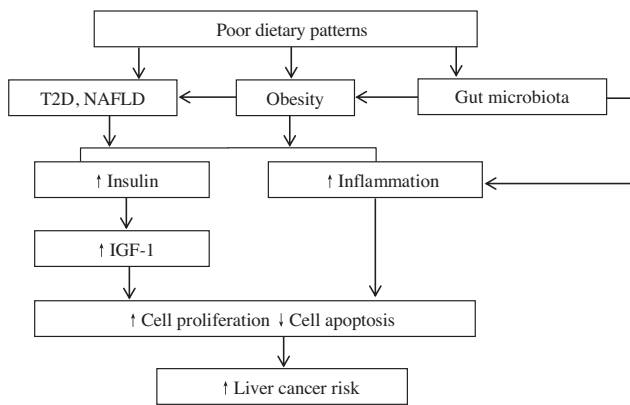 Poor dietary patterns
T2D, NAFLD
Obesity
Gut microbiota
↑ Insulin
↑ Inflammation
↑ IGF-1
↑ Cell proliferation ↓ Cell apoptosis
↑ Liver cancer risk